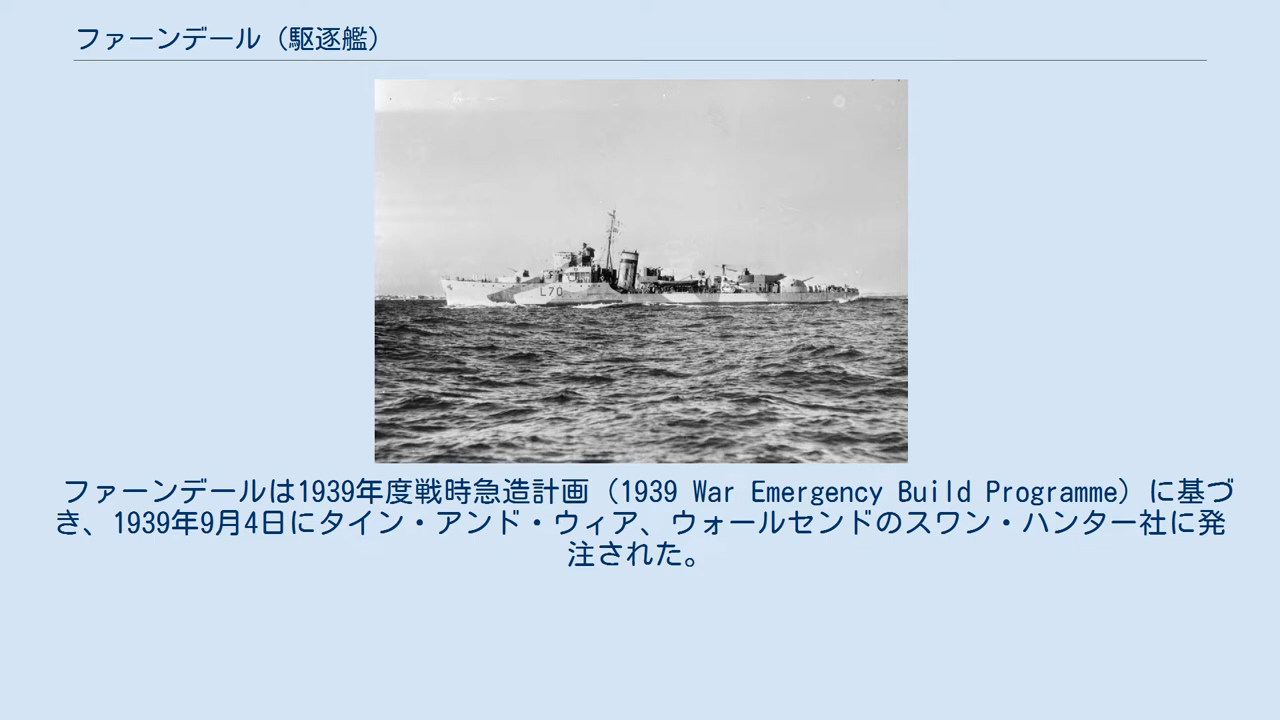 ファーンデール（駆逐艦）
L70
ファーンデールは1939年度戦時急造計画（1939 War Emergency Build Programme）に基づ
き、1939年9月4日にタイン・アンド・ウィア、ウォールセンドのスワン・ハンター社に発
注された。